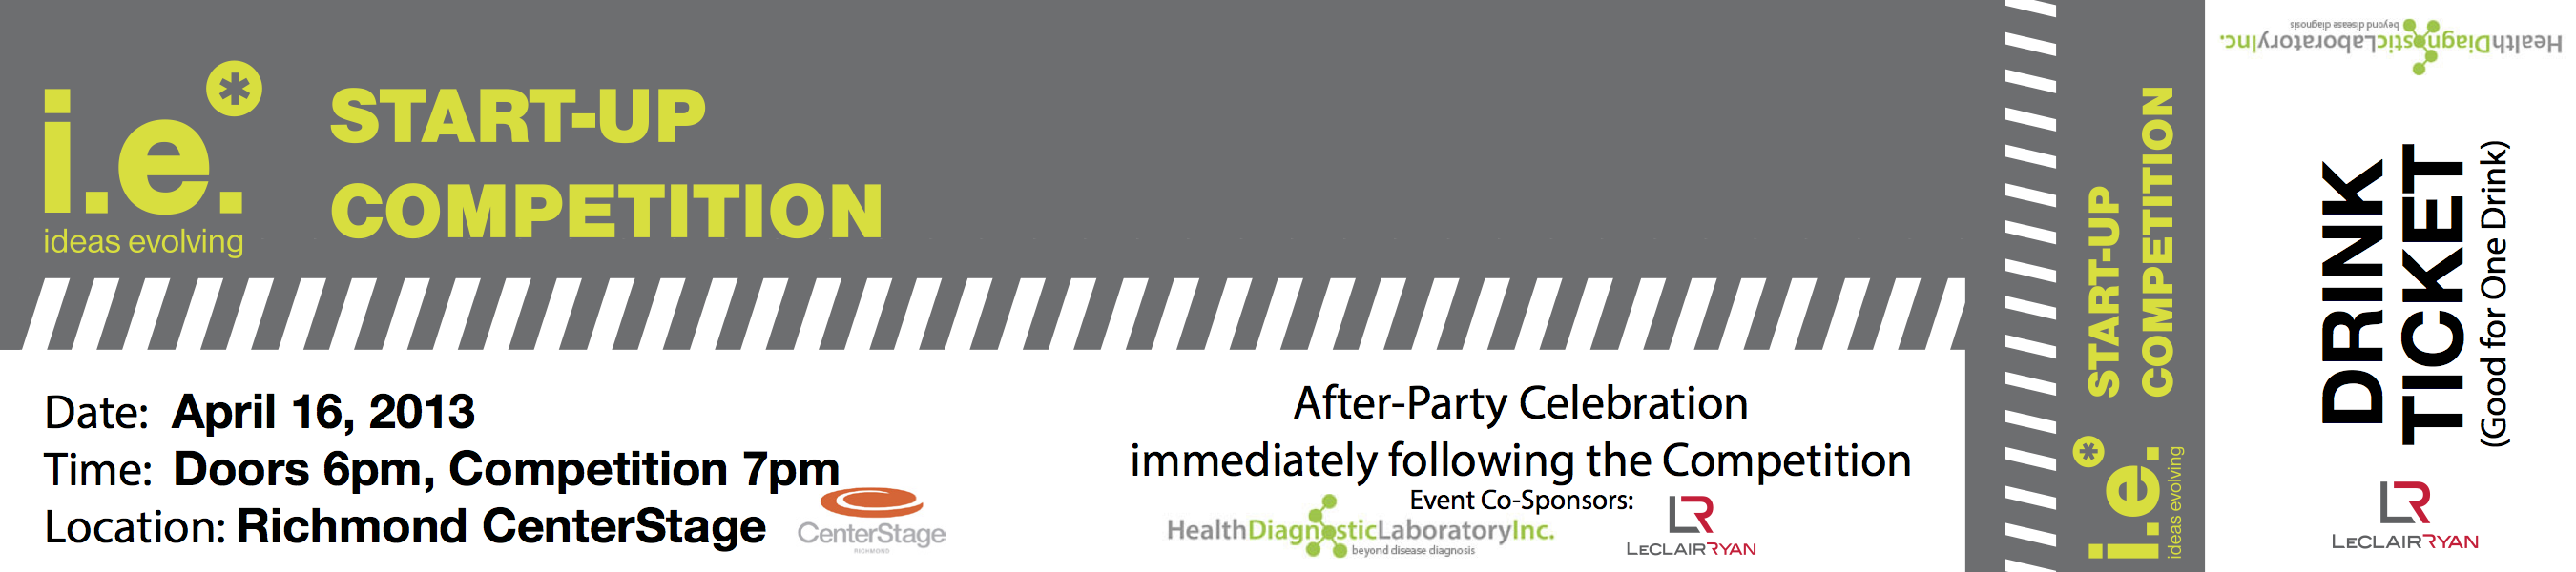 i.e.*
ideas evolving
START-UP
COMPETITION
Date: April 16, 2013
Time: Doors 6pm, Competition 7pm
Location: Richmond CenterStage
CenterStage
RICHMOND
After-Party Celebration
immediately following the Competition
Event Co-Sponsors:
HealthDiagnosticLaboratoryInc.
beyond disease diagnosis
LECLAIRRYAN
START-UP
COMPETITION
i.e.*
ideas evolving
HealthDiagnosticLaboratoryInc.
beyond disease diagnosis
DRINK
TICKET
(Good for One Drink)
LECLAIRRYAN